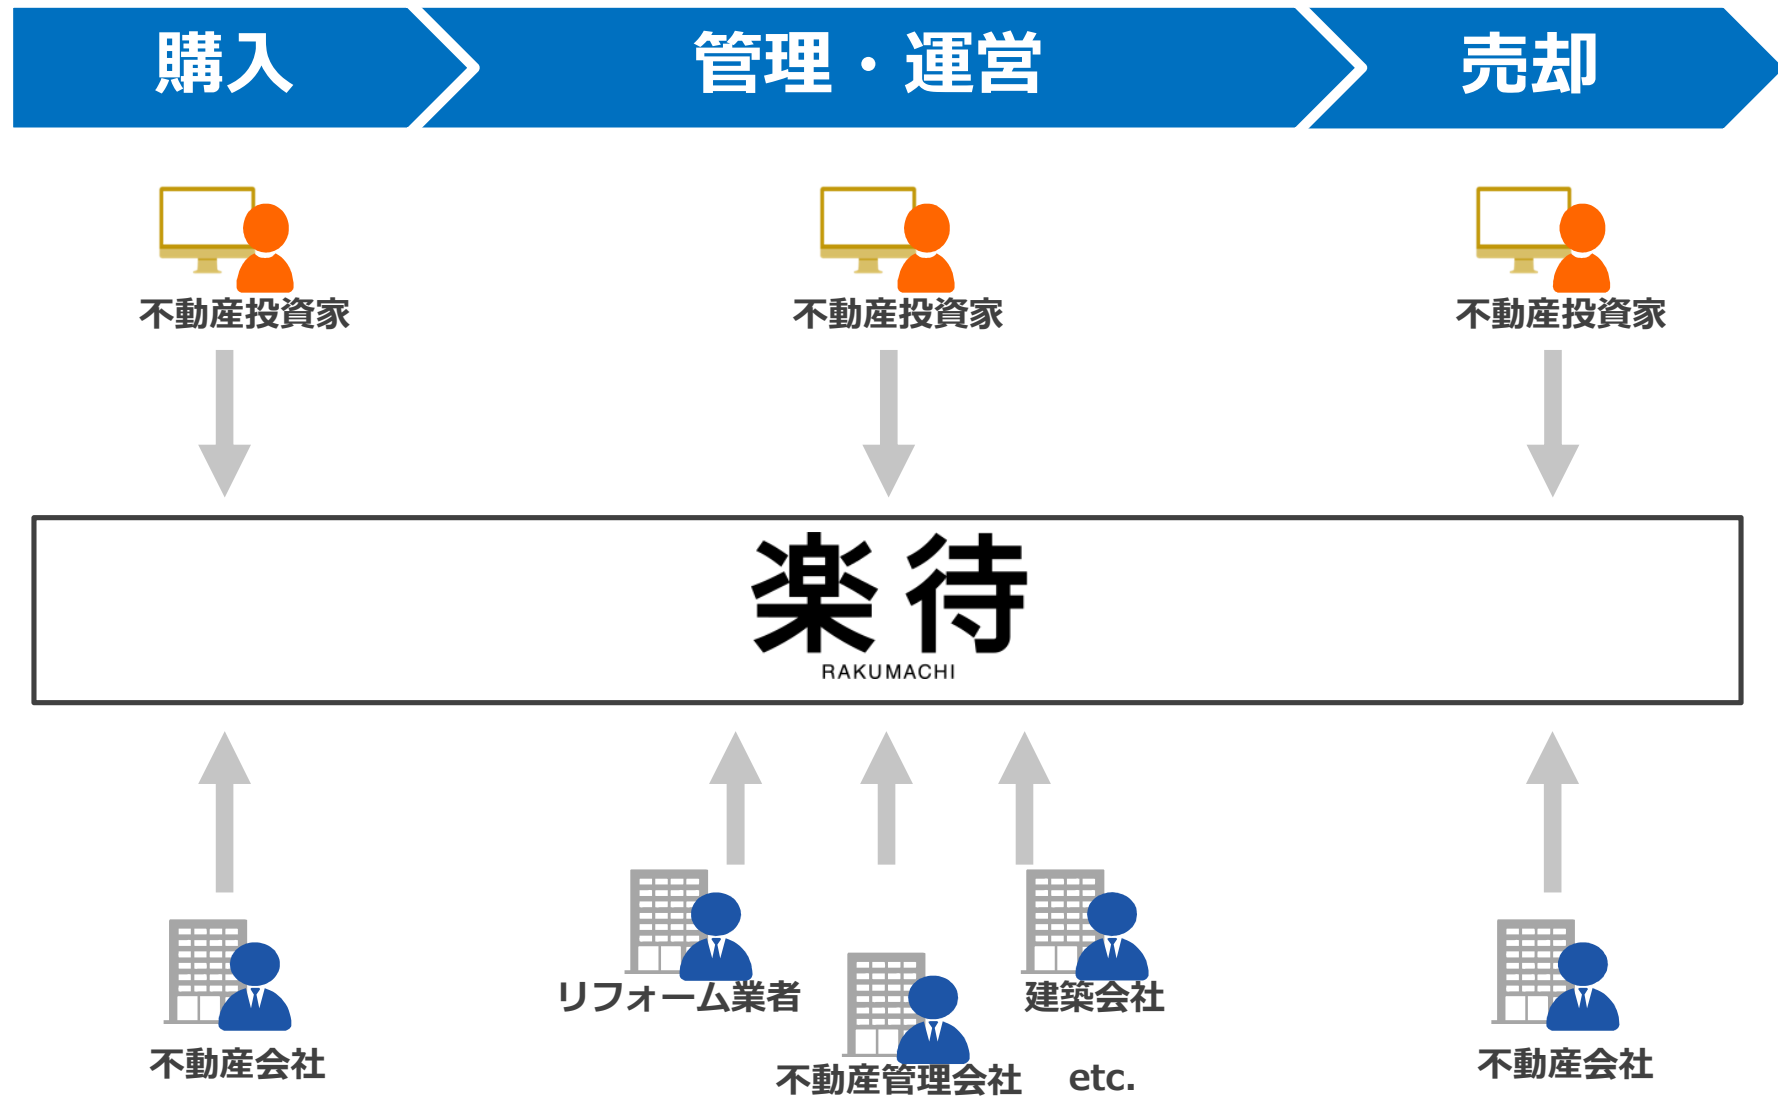 購入
管理・運営
売却
不動産投資家
不動産投資家
不動産投資家
楽待
RAKUMACHI
リフォーム業者
建築会社
不動産会社
不動産管理会社 etc.
不動産会社